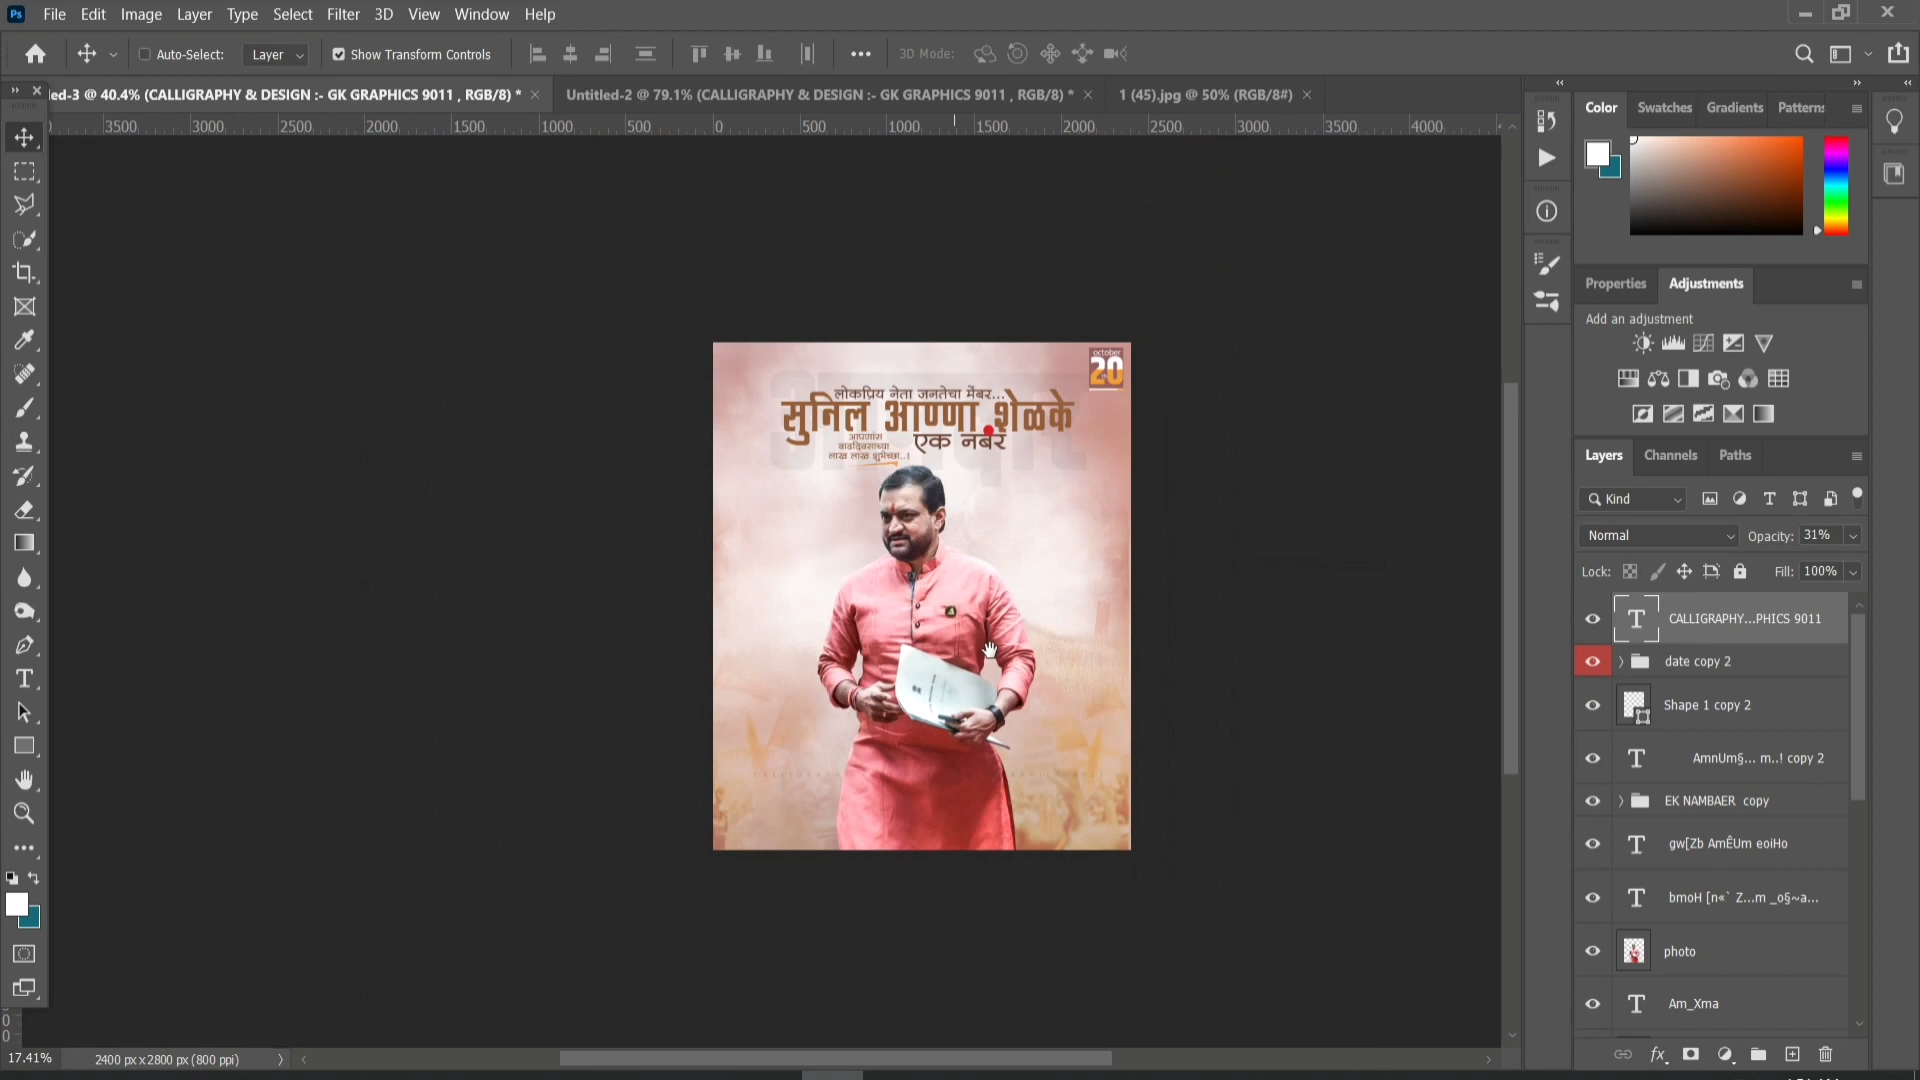 Ps File Edit Image Layer Type Select Filter 3D View Window Help
Auto-Select: Layer Show Transform Controls 3D Mode:
ed-3 @ 40.4% (CALLIGRAPHY & DESIGN :- GK GRAPHICS 9011 , RGB/8) * Untitled-2 @ 79.1% (CALLIGRAPHY & DESIGN :- GK GRAPHICS 9011 , RGB/8) * 1 (45).jpg @ 50% (RGB/8#)
3500 3000 2500 2000 1500 1000 500 0 500 1000 1500 2000 2500 3000 3500 4000
october
20
लोकप्रिय नेता जनतेचा मेंबर...
सुनिल आण्णा शेळके
एक नबंर
आपणांस
वाढदिवसाच्या
लाख लाख शुभेच्छा..!
Color Swatches Gradients Patterns
Properties Adjustments
Add an adjustment
Layers Channels Paths
Kind
Normal Opacity: 31%
Lock: Fill: 100%
CALLIGRAPHY...PHICS 9011
date copy 2
Shape 1 copy 2
AmnUm§... m..! copy 2
EK NAMBAER copy
gw[Zb AmÊUm eoiHo
bmoH [n«` Z...m _o§~a...
photo
Am_Xma
17.41% 2400 px x 2800 px (800 ppi)